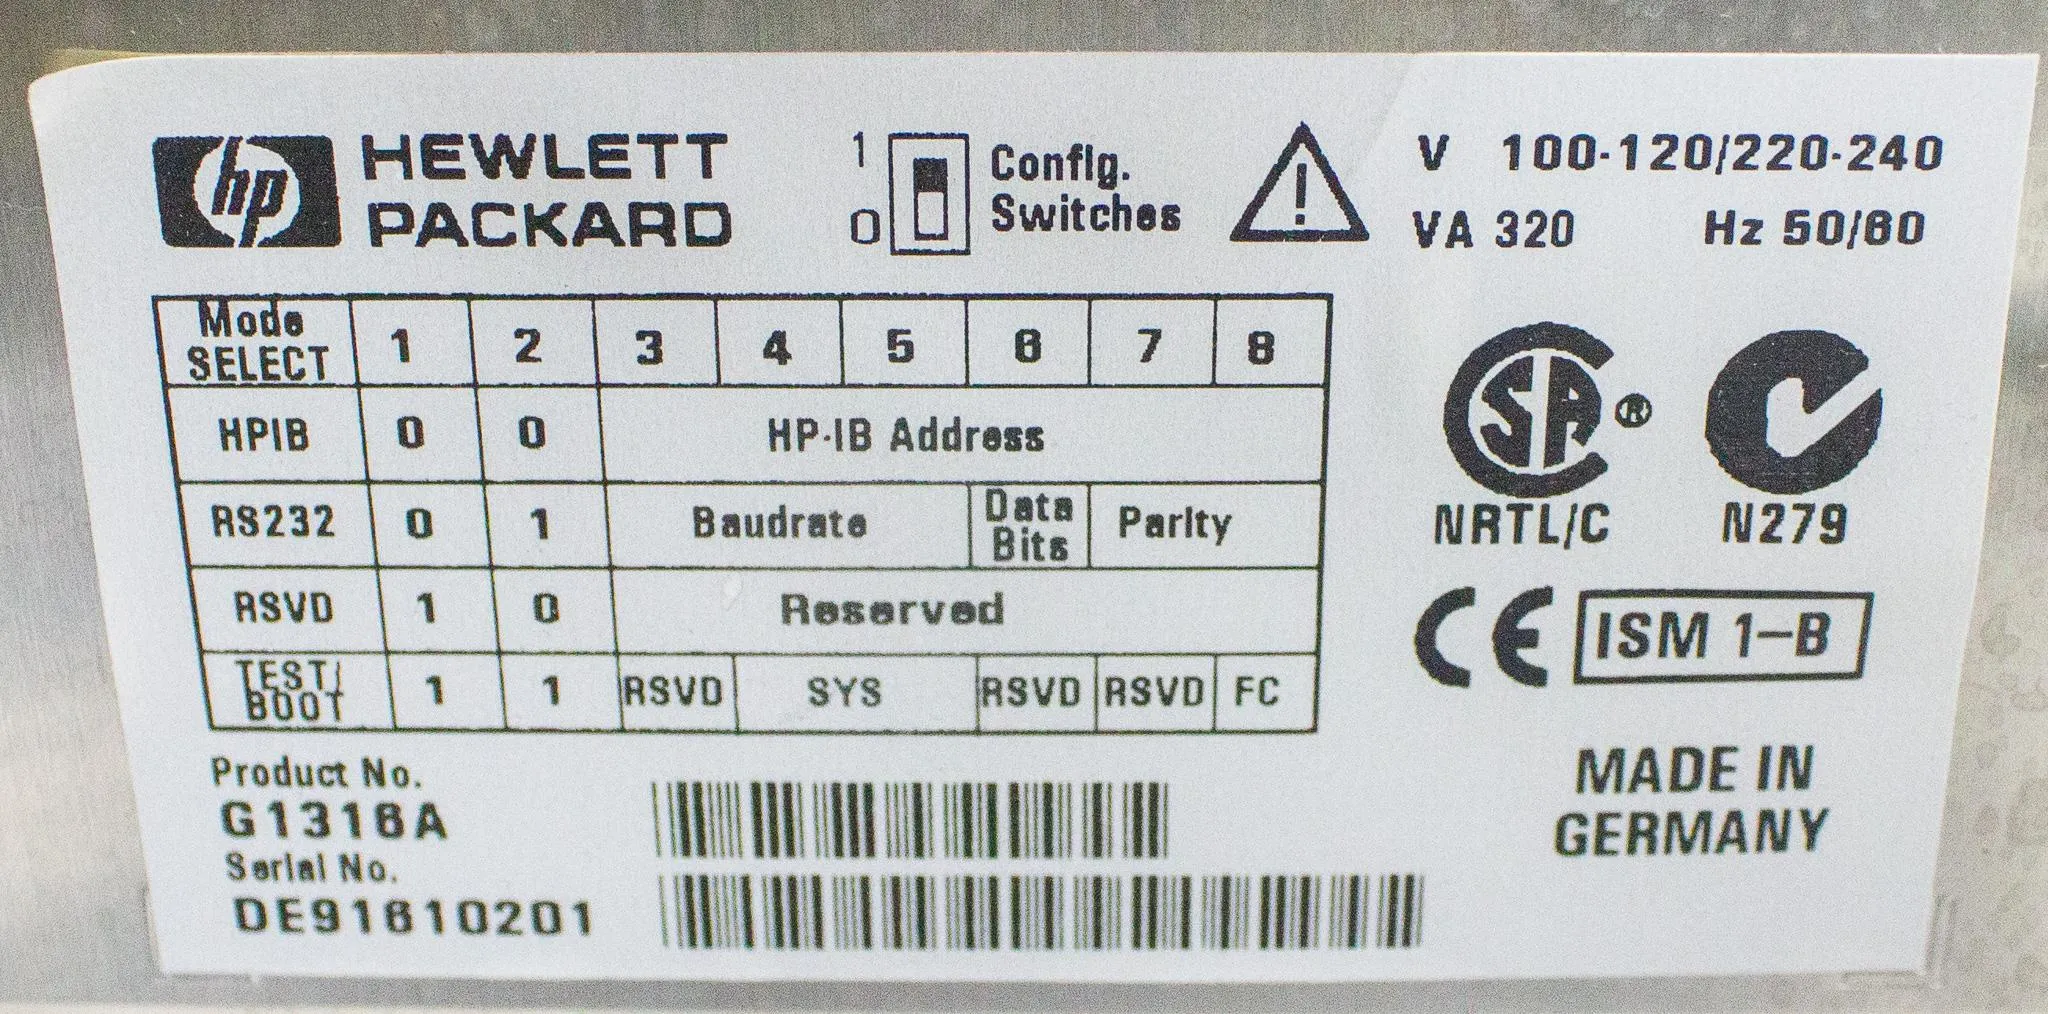 hp HEWLETT
PACKARD
1
0
Config.
Switches
V 100-120/220-240
VA 320 Hz 50/60
Mode
SELECT 1 2 3 4 5 6 7 8
HPIB 0 0 HP-IB Address
RS232 0 1 Baudrate Data
Bits Parity
RSVD 1 0 Reserved
TEST/
BOOT 1 1 RSVD SYS RSVD RSVD FC
SA ®
NRTL/C N279
CE ISM 1-B
MADE IN
GERMANY
Product No.
G1316A
Serial No.
DE91610201